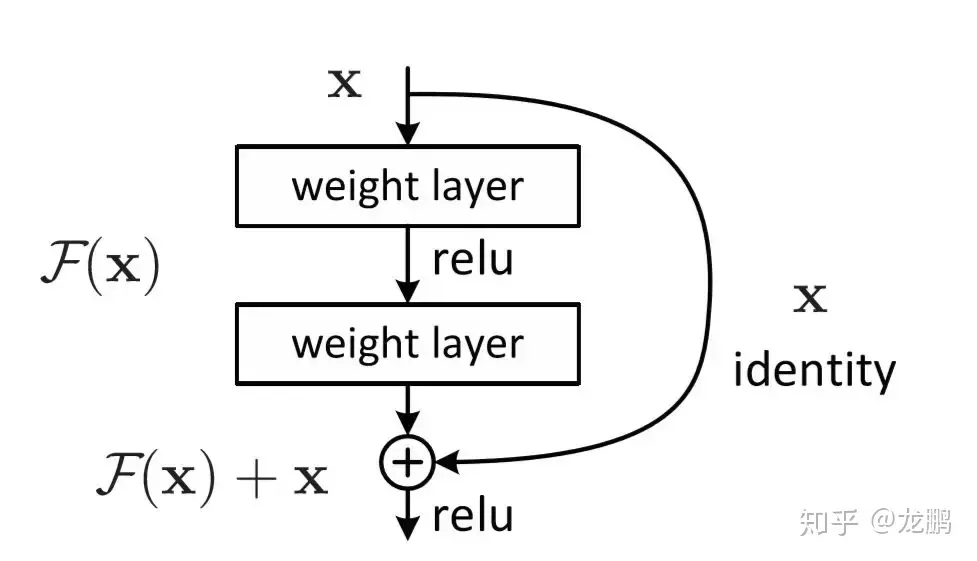 x
weight layer
F(x)
relu
x
weight layer
identity
F(x) + x
relu
知乎 @龙鹏